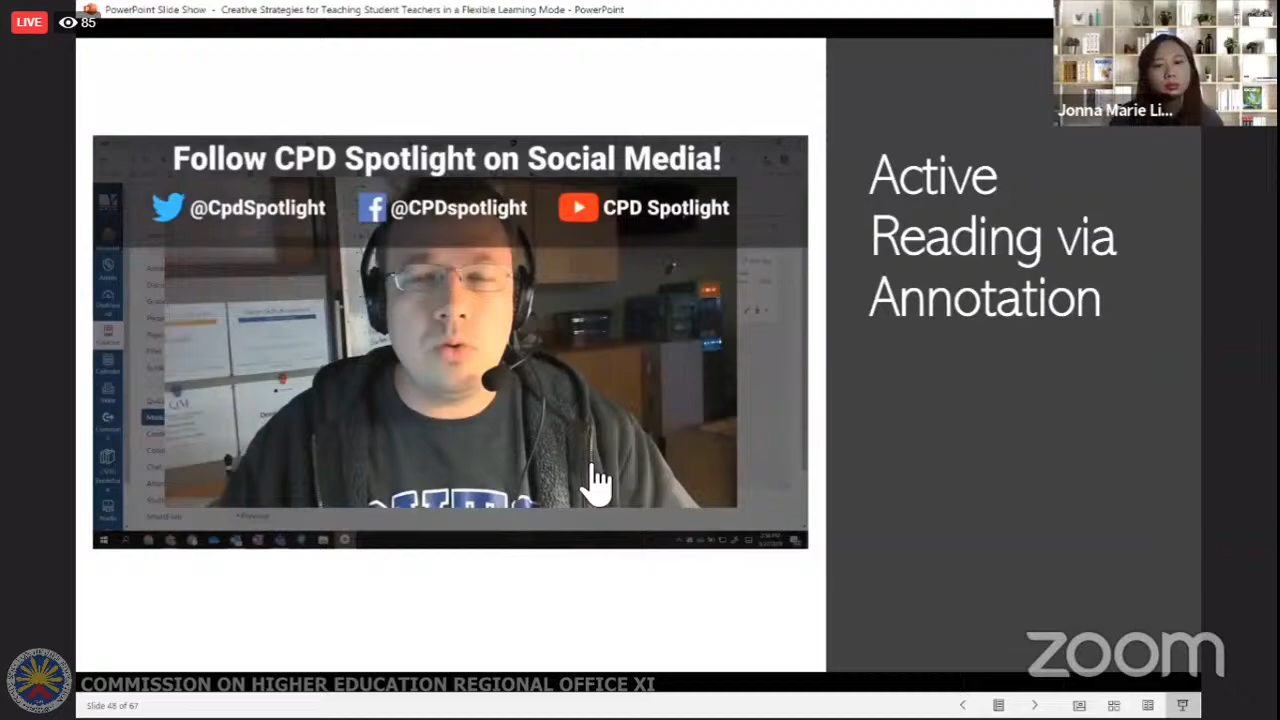 PowerPoint Slide Show - Creative Strategies for Teaching Student Teachers in a Flexible Learning Mode - PowerPoint
LIVE
85
Jonna Marie Li...
Follow CPD Spotlight on Social Media!
@CpdSpotlight
@CPDspotlight
CPD Spotlight
Active
Reading via
Annotation
zoom
COMMISSION ON HIGHER EDUCATION REGIONAL OFFICE XI
Slide 48 of 67